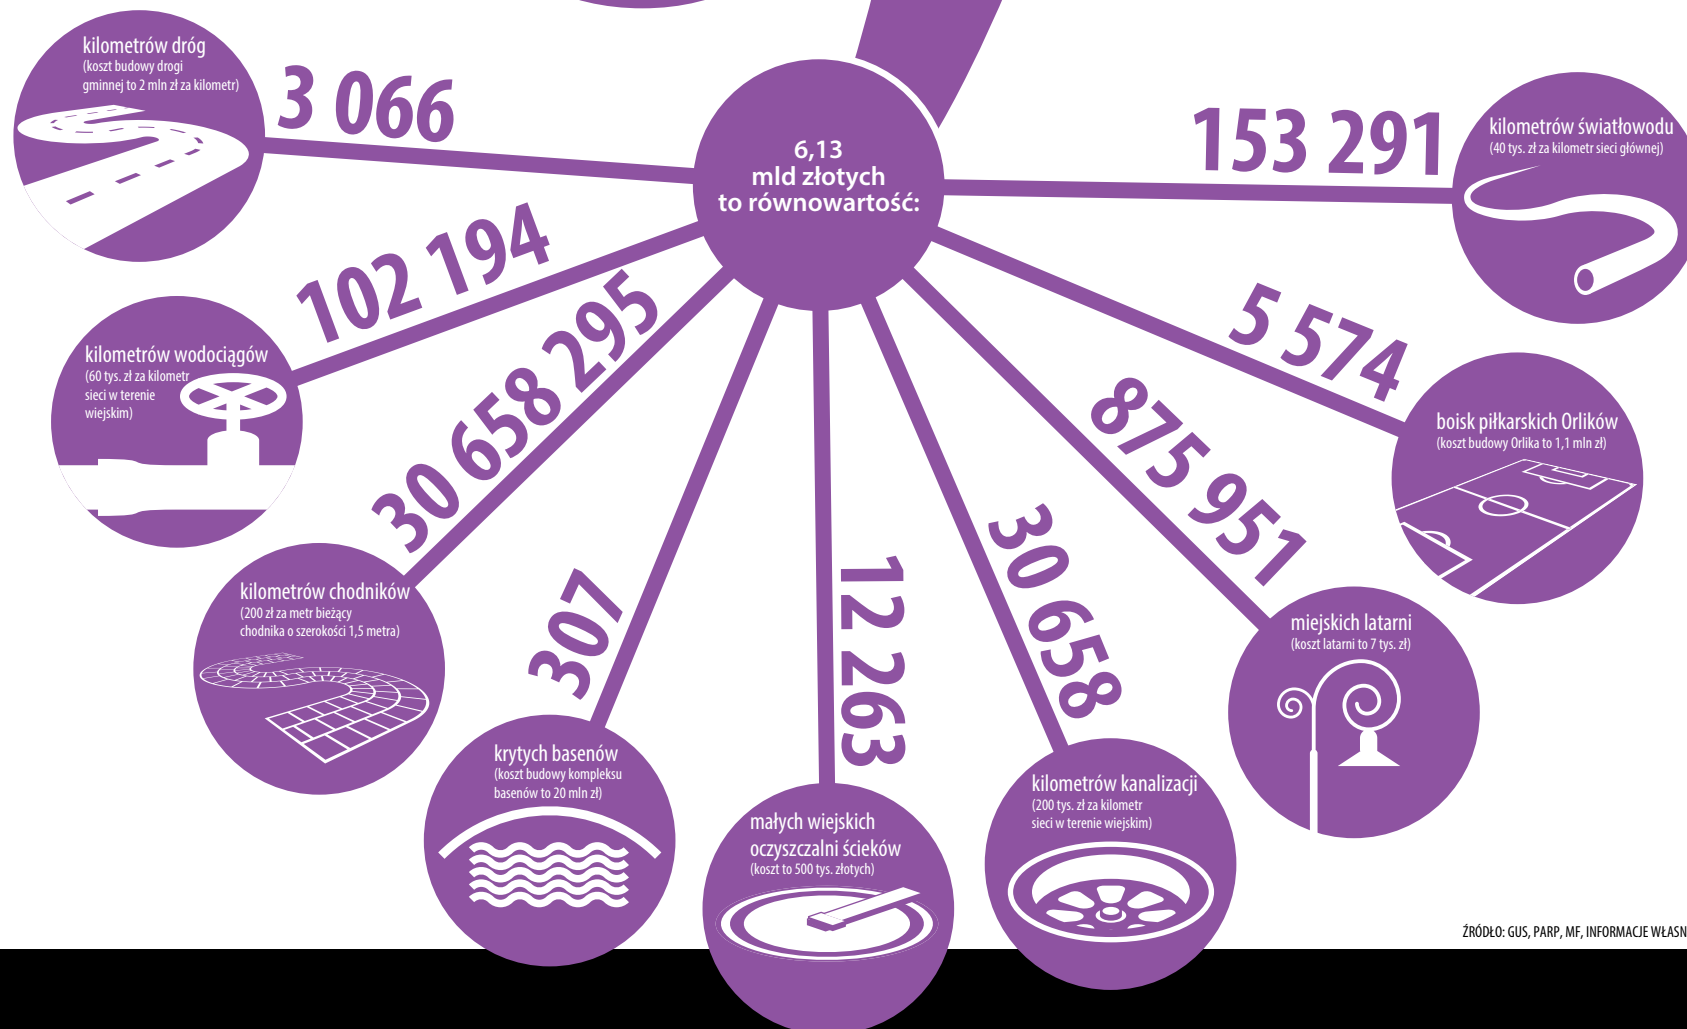 kilometrów dróg
(koszt budowy drogi
gminnej to 2 mln zł za kilometr)
3 066
6,13
mld złotych
to równowartość:
153 291
kilometrów światłowodu
(40 tys. zł za kilometr sieci głównej)
102 194
kilometrów wodociągów
(60 tys. zł za kilometr
sieci w terenie
wiejskim)
5 574
boisk piłkarskich Orlików
(koszt budowy Orlika to 1,1 mln zł)
30 658 295
kilometrów chodników
(200 zł za metr bieżący
chodnika o szerokości 1,5 metra)
875 951
miejskich latarni
(koszt latarni to 7 tys. zł)
307
krytych basenów
(koszt budowy kompleksu
basenów to 20 mln zł)
12 263
małych wiejskich
oczyszczalni ścieków
(koszt to 500 tys. złotych)
30 658
kilometrów kanalizacji
(200 tys. zł za kilometr
sieci w terenie wiejskim)
ŹRÓDŁO: GUS, PARP, MF, INFORMACJE WŁASN